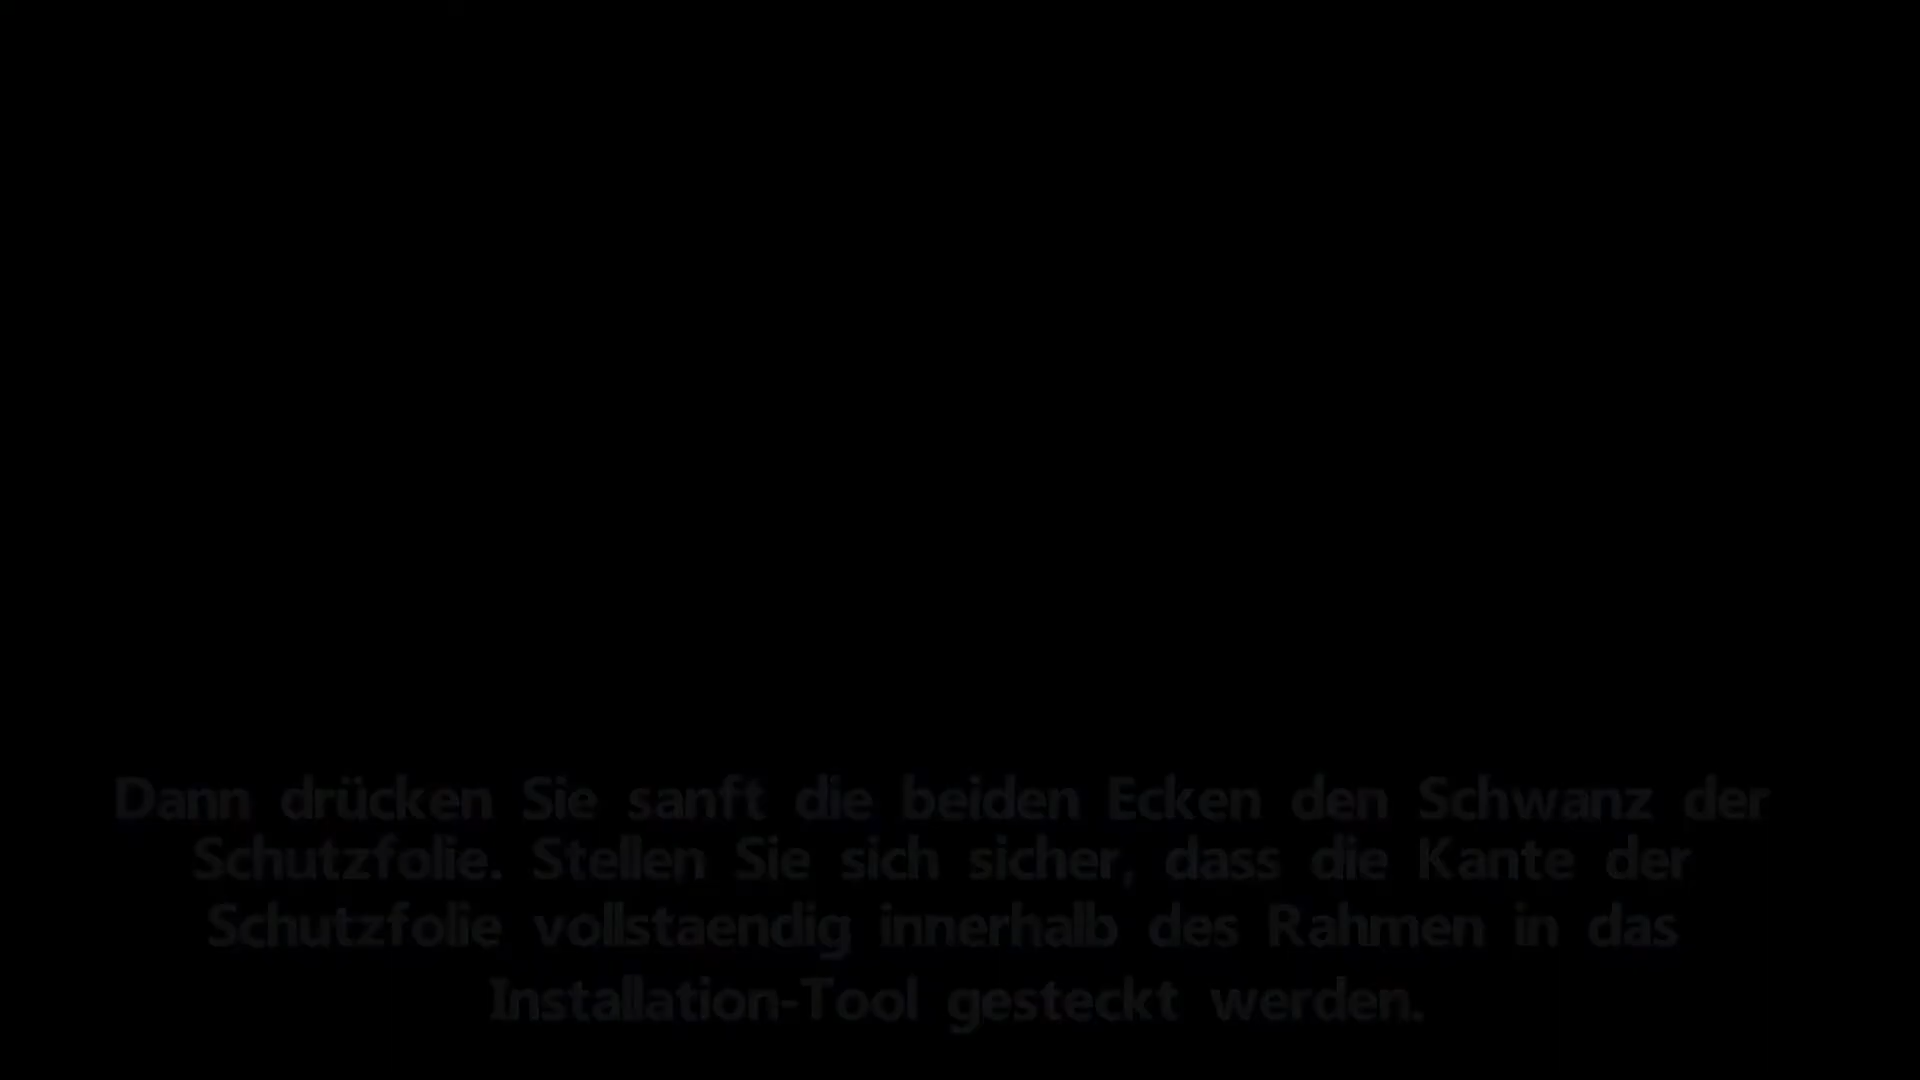 Dann drücken Sie sanft die beiden Ecken den Schwanz der
Schutzfolie. Stellen Sie sich sicher, dass die Kante der
Schutzfolie vollstaendig innerhalb des Rahmen in das
Installation-Tool gesteckt werden.